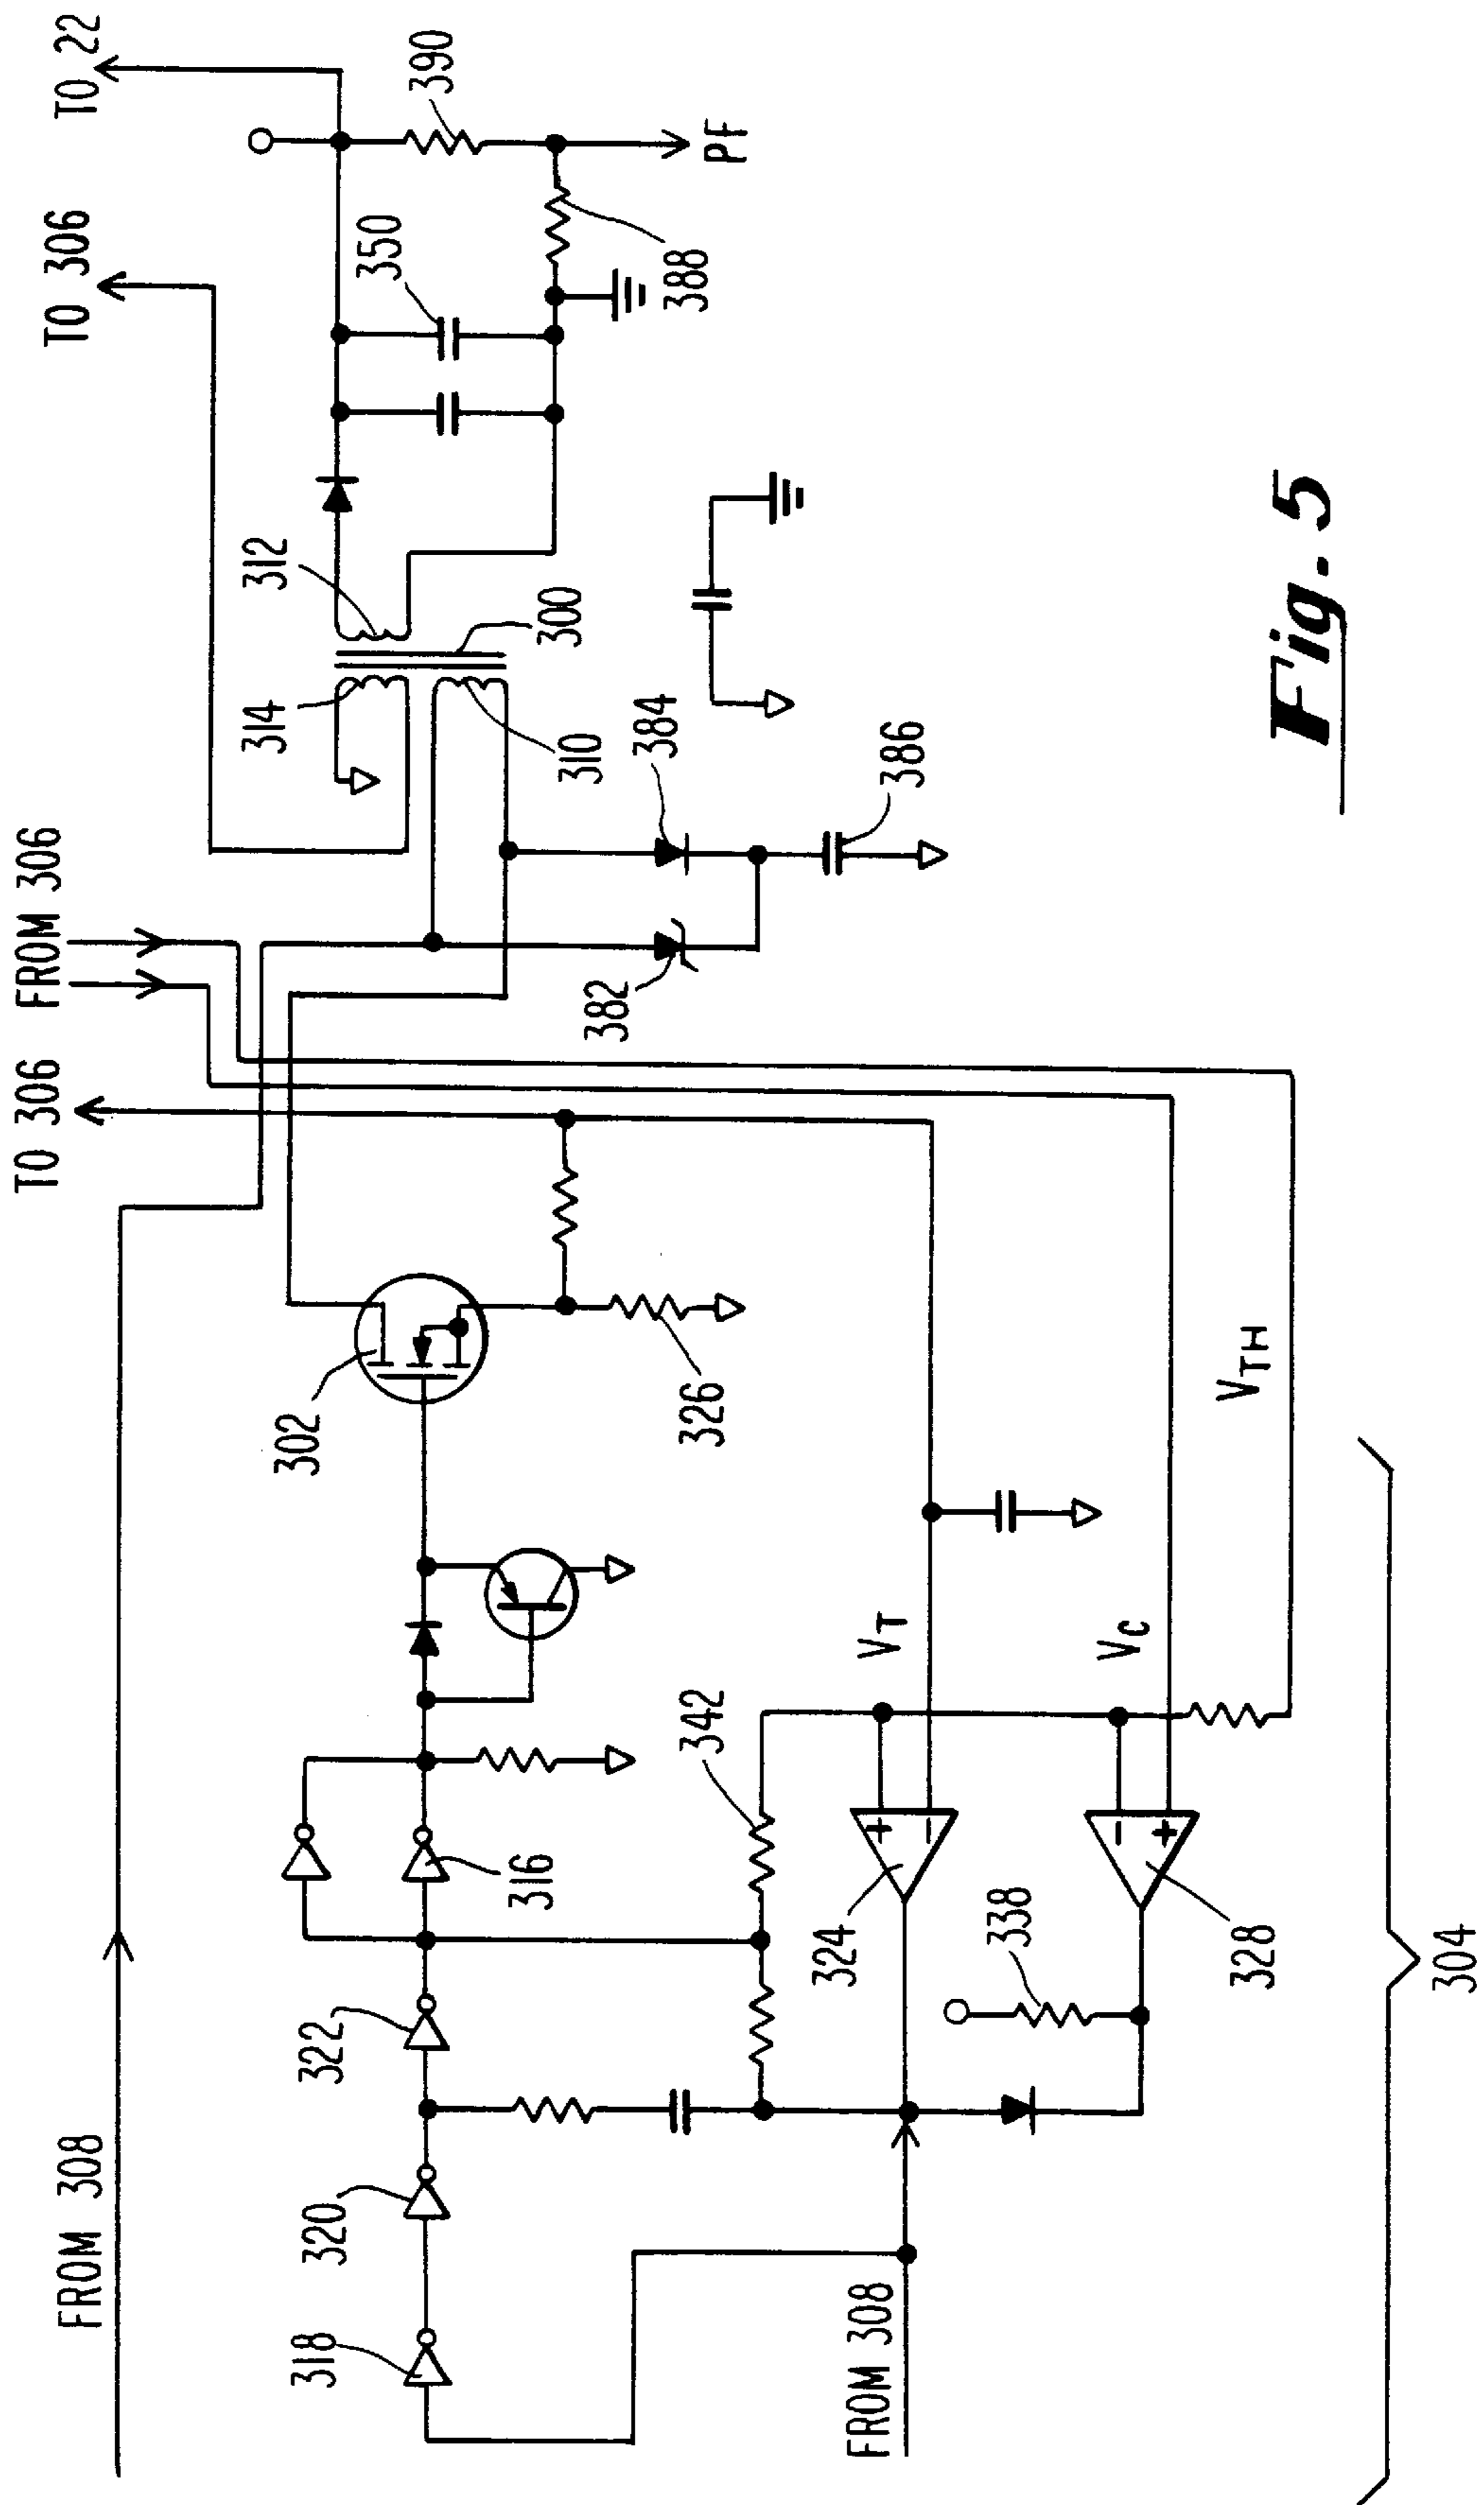 FROM 308
TO 306
FROM 306
TO 306
TO 22
318
320
322
316
302
314
312
350
390
300
310
382
384
386
388
PF
326
342
FROM 308
324
VT
338
328
VC
VTH
304
Fig. 5